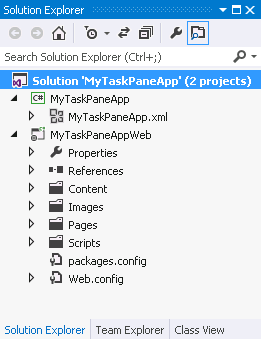 Solution Explorer
Search Solution Explorer (Ctrl+;)
Solution 'MyTaskPaneApp' (2 projects)
C# MyTaskPaneApp
MyTaskPaneApp.xml
MyTaskPaneAppWeb
Properties
References
Content
Images
Pages
Scripts
packages.config
Web.config
Solution Explorer Team Explorer Class View